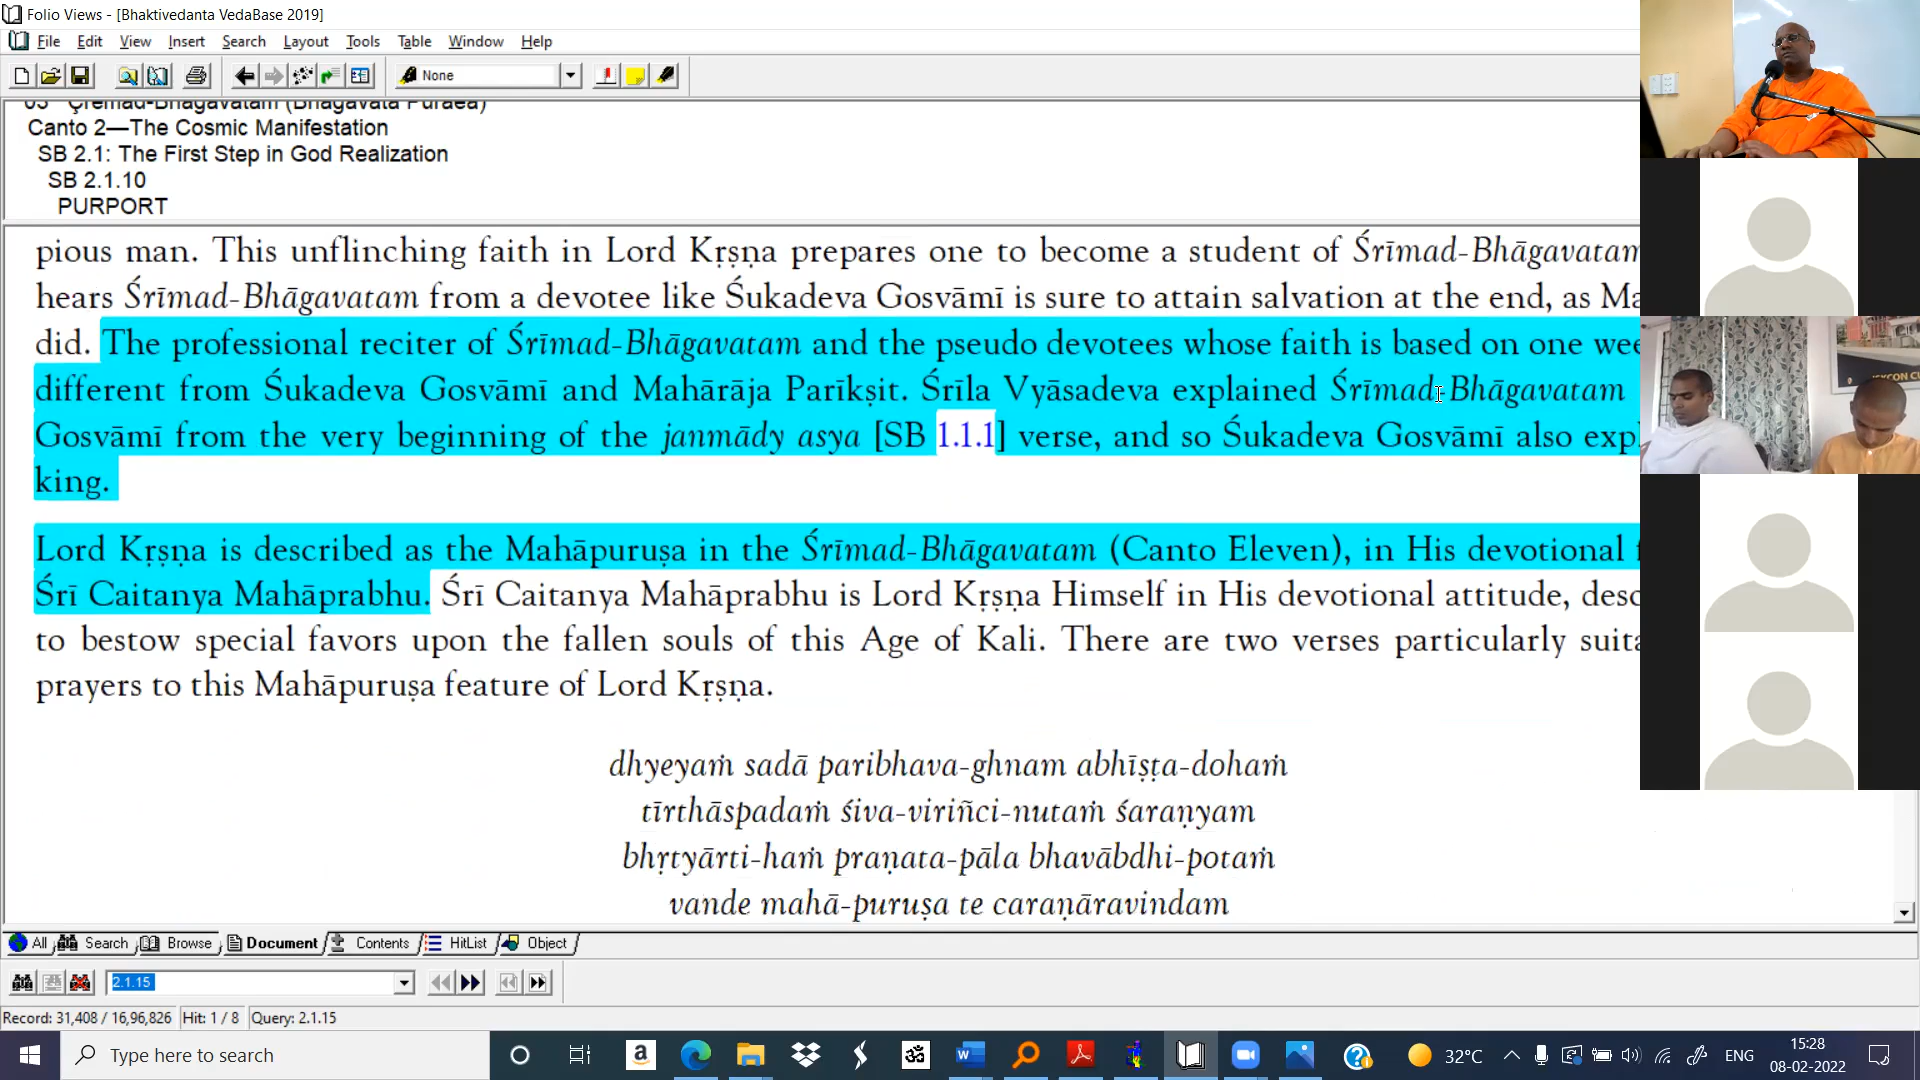 Folio Views - [Bhaktivedanta VedaBase 2019]
File Edit View Insert Search Layout Tools Table Window Help
None
03 Çrémad-Bhägavatam (Bhägavata Puräëa)
Canto 2—The Cosmic Manifestation
SB 2.1: The First Step in God Realization
SB 2.1.10
PURPORT
pious man. This unflinching faith in Lord Kṛṣṇa prepares one to become a student of Śrīmad-Bhāgavatam
hears Śrīmad-Bhāgavatam from a devotee like Śukadeva Gosvāmī is sure to attain salvation at the end, as Ma
did. The professional reciter of Śrīmad-Bhāgavatam and the pseudo devotees whose faith is based on one wee
different from Śukadeva Gosvāmī and Mahārāja Parīkṣit. Śrīla Vyāsadeva explained Śrīmad-Bhāgavatam
Gosvāmī from the very beginning of the janmādy asya [SB 1.1.1] verse, and so Śukadeva Gosvāmī also expl
king.
Lord Kṛṣṇa is described as the Mahāpuruṣa in the Śrīmad-Bhāgavatam (Canto Eleven), in His devotional f
Śrī Caitanya Mahāprabhu. Śrī Caitanya Mahāprabhu is Lord Kṛṣṇa Himself in His devotional attitude, desc
to bestow special favors upon the fallen souls of this Age of Kali. There are two verses particularly suita
prayers to this Mahāpuruṣa feature of Lord Kṛṣṇa.
dhyeyaṁ sadā paribhava-ghnam abhīṣṭa-dohaṁ
tīrthāspadaṁ śiva-viriñci-nutaṁ śaraṇyam
bhṛtyārti-haṁ praṇata-pāla bhavābdhi-potaṁ
vande mahā-puruṣa te caraṇāravindam
All Search Browse Document Contents HitList Object
2.1.15
Record: 31,408 / 16,96,826 Hit: 1 / 8 Query: 2.1.15
Type here to search
32°C
ENG
15:28
08-02-2022